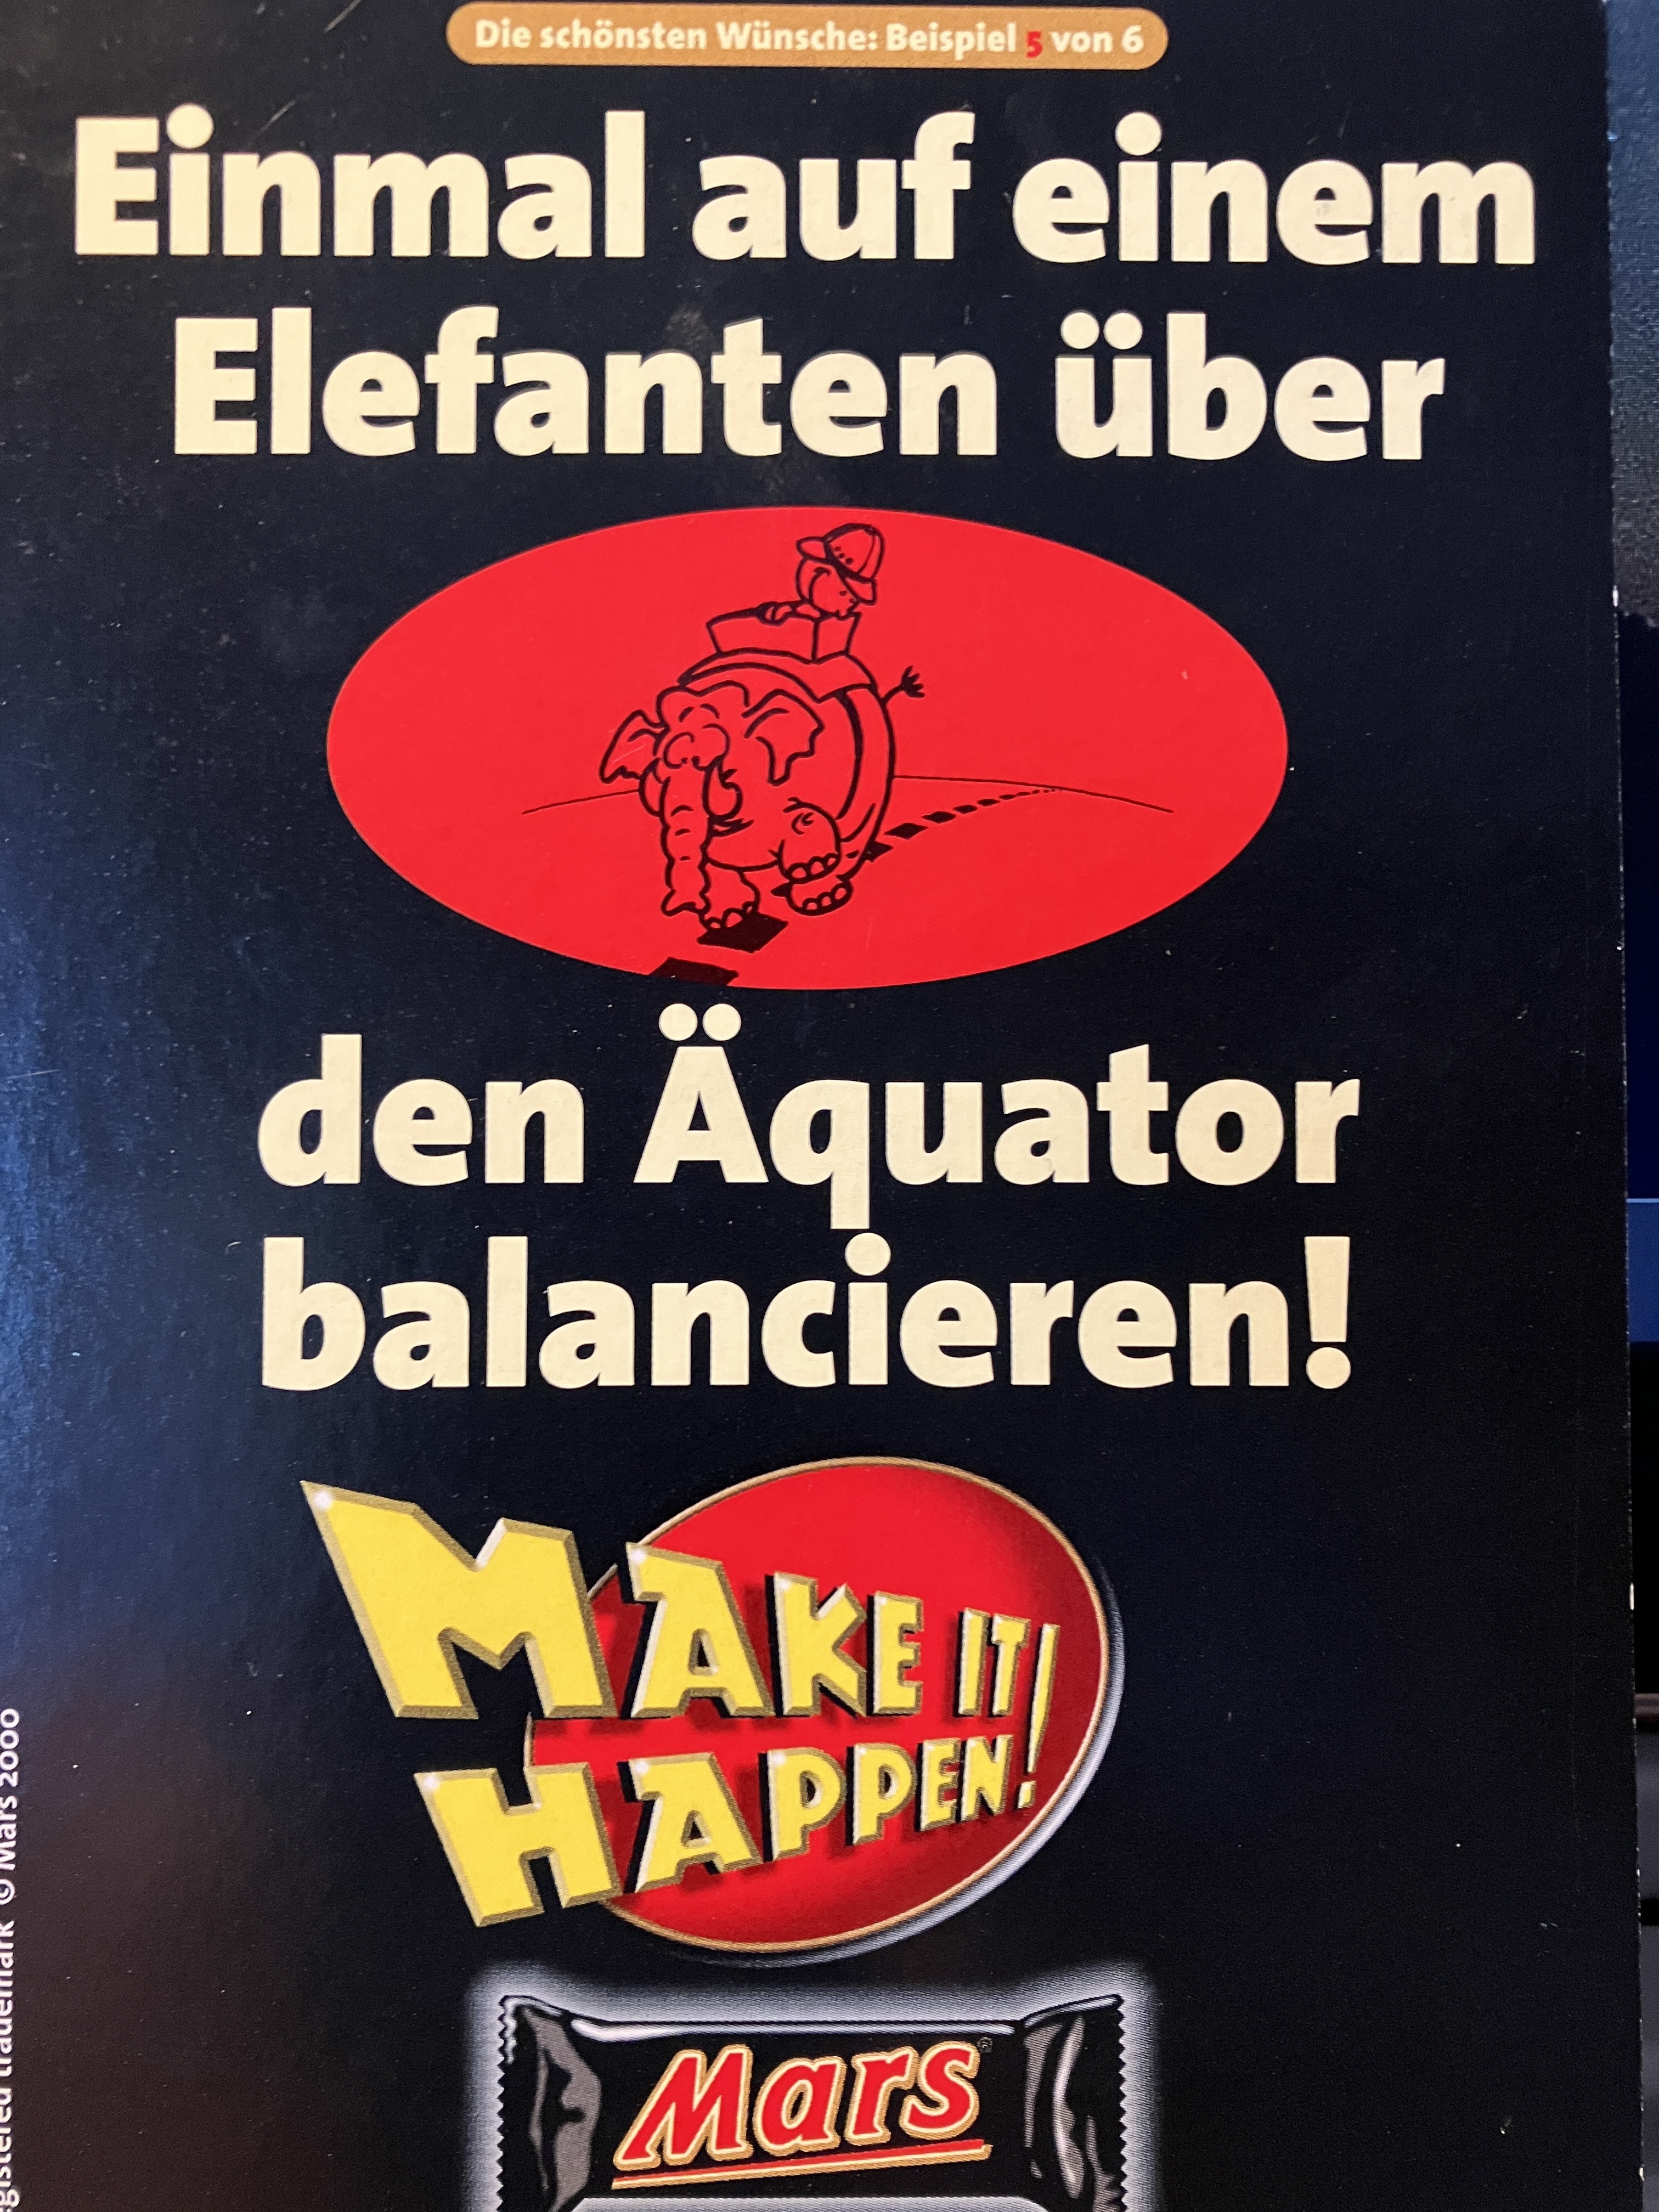 Die schönsten Wünsche: Beispiel 5 von 6
Einmal auf einem
Elefanten über
den Äquator
balancieren!
MAKE IT
HAPPEN!
Mars®
trademark © Mars 2000